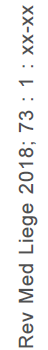 Rev Med Liege 2018; 73 : 1 : xx-xx